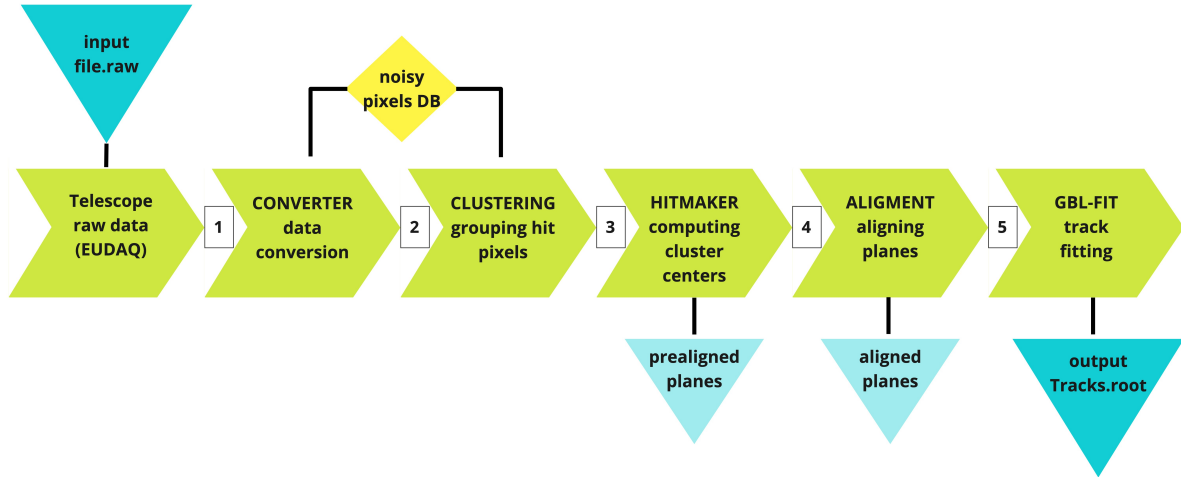 input
file.raw
noisy
pixels DB
Telescope
raw data
(EUDAQ)
1
CONVERTER
data
conversion
2
CLUSTERING
grouping hit
pixels
3
HITMAKER
computing
cluster
centers
4
ALIGMENT
aligning
planes
5
GBL-FIT
track
fitting
prealigned
planes
aligned
planes
output
Tracks.root